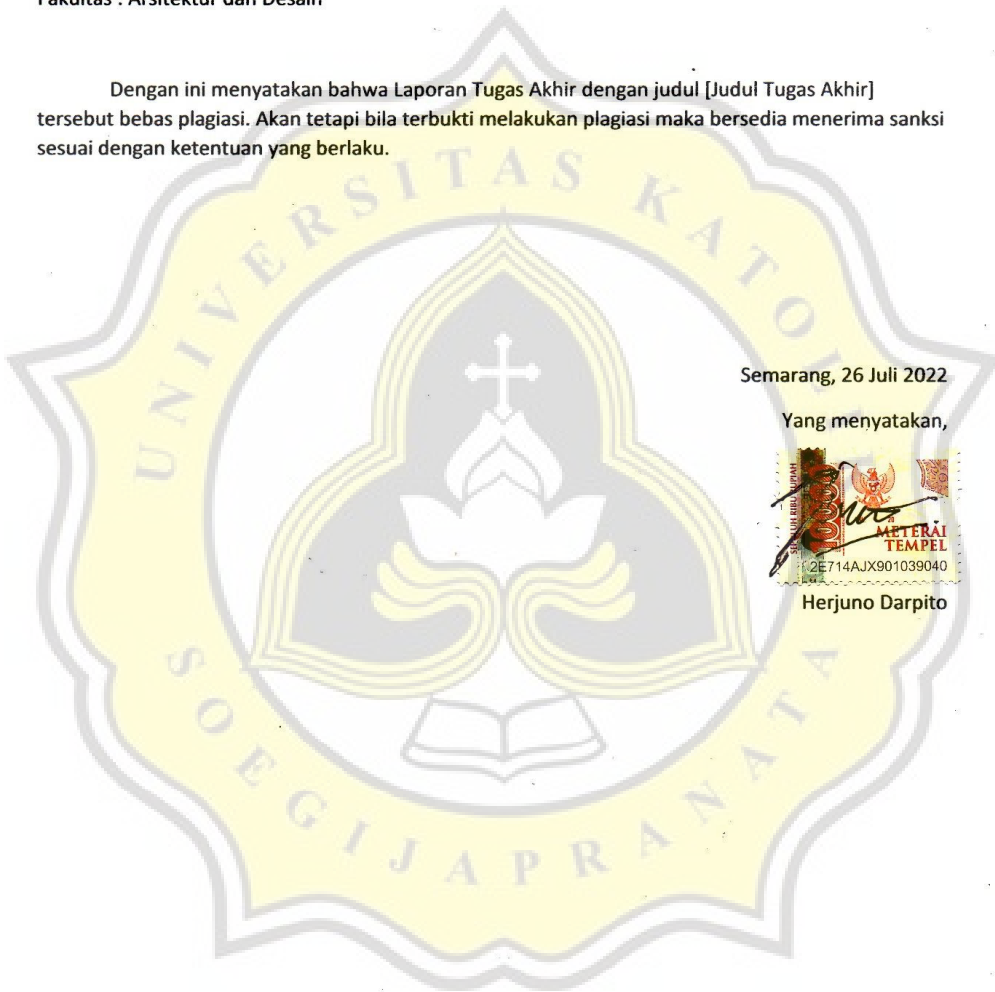 Fakultas : Arsitektur dan Desain
Dengan ini menyatakan bahwa Laporan Tugas Akhir dengan judul [Judul Tugas Akhir]
tersebut bebas plagiasi. Akan tetapi bila terbukti melakukan plagiasi maka bersedia menerima sanksi
sesuai dengan ketentuan yang berlaku.
UNIVERSITAS KATOLIK
Semarang, 26 Juli 2022
Yang menyatakan,
SEPULUH RIBU RUPIAH
10000
METERAI
TEMPEL
2E714AJX901039040
Herjuno Darpito
SOEGIJAPRANATA